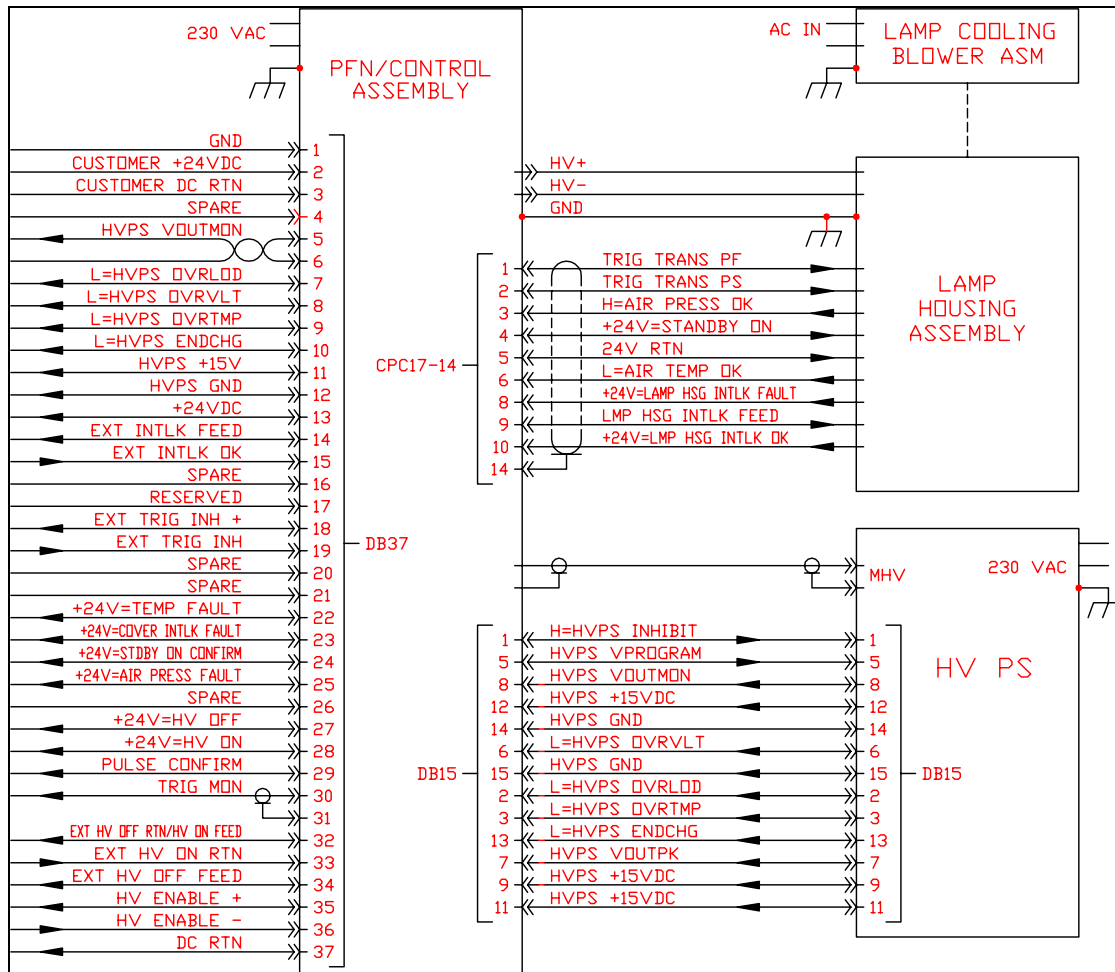 230 VAC
PFN/CONTROL
ASSEMBLY
AC IN
LAMP COOLING
BLOWER ASM
GND
1
CUSTOMER +24VDC
2
CUSTOMER DC RTN
3
SPARE
4
HVPS VOUTMON
5
6
L=HVPS OVRLOD
7
L=HVPS OVRVLT
8
L=HVPS OVRTMP
9
L=HVPS ENDCHG
10
HVPS +15V
11
HVPS GND
12
+24VDC
13
EXT INTLK FEED
14
EXT INTLK OK
15
SPARE
16
RESERVED
17
EXT TRIG INH +
18
EXT TRIG INH
19
SPARE
20
SPARE
21
+24V=TEMP FAULT
22
+24V=COVER INTLK FAULT
23
+24V=STDBY ON CONFIRM
24
+24V=AIR PRESS FAULT
25
SPARE
26
+24V=HV OFF
27
+24V=HV ON
28
PULSE CONFIRM
29
TRIG MON
30
31
EXT HV OFF RTN/HV ON FEED
32
EXT HV ON RTN
33
EXT HV OFF FEED
34
HV ENABLE +
35
HV ENABLE -
36
DC RTN
37
DB37
HV+
HV-
GND
CPC17-14
1
TRIG TRANS PF
2
TRIG TRANS PS
3
H=AIR PRESS OK
4
+24V=STANDBY ON
5
24V RTN
6
L=AIR TEMP OK
8
+24V=LAMP HSG INTLK FAULT
9
LMP HSG INTLK FEED
10
+24V=LMP HSG INTLK OK
14
LAMP
HOUSING
ASSEMBLY
MHV
230 VAC
HV PS
DB15
1
H=HVPS INHIBIT
1
5
HVPS VPROGRAM
5
8
HVPS VOUTMON
8
12
HVPS +15VDC
12
14
HVPS GND
14
6
L=HVPS OVRVLT
6
15
HVPS GND
15
2
L=HVPS OVRLOD
2
3
L=HVPS OVRTMP
3
13
L=HVPS ENDCHG
13
7
HVPS VOUTPK
7
9
HVPS +15VDC
9
11
HVPS +15VDC
11
DB15